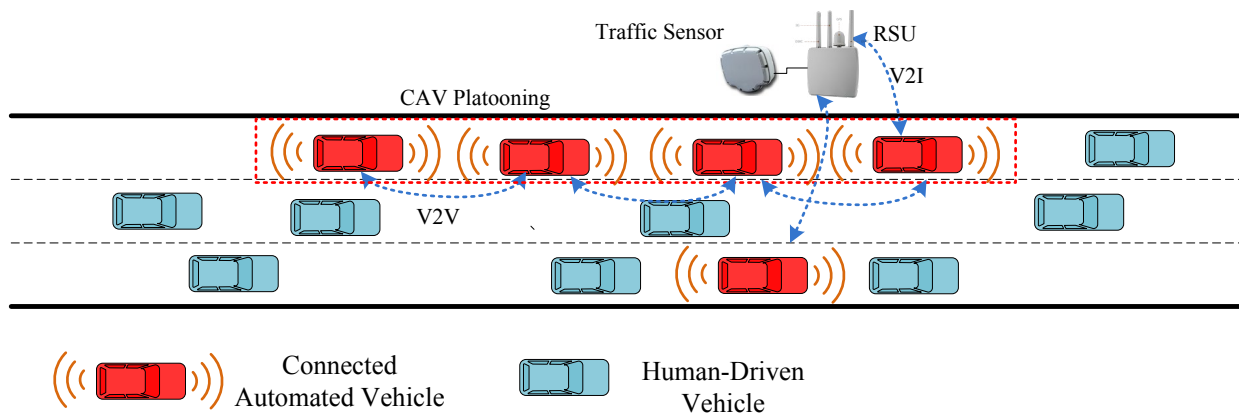 Traffic Sensor
RSU
V2I
CAV Platooning
V2V
Connected
Automated Vehicle
Human-Driven
Vehicle